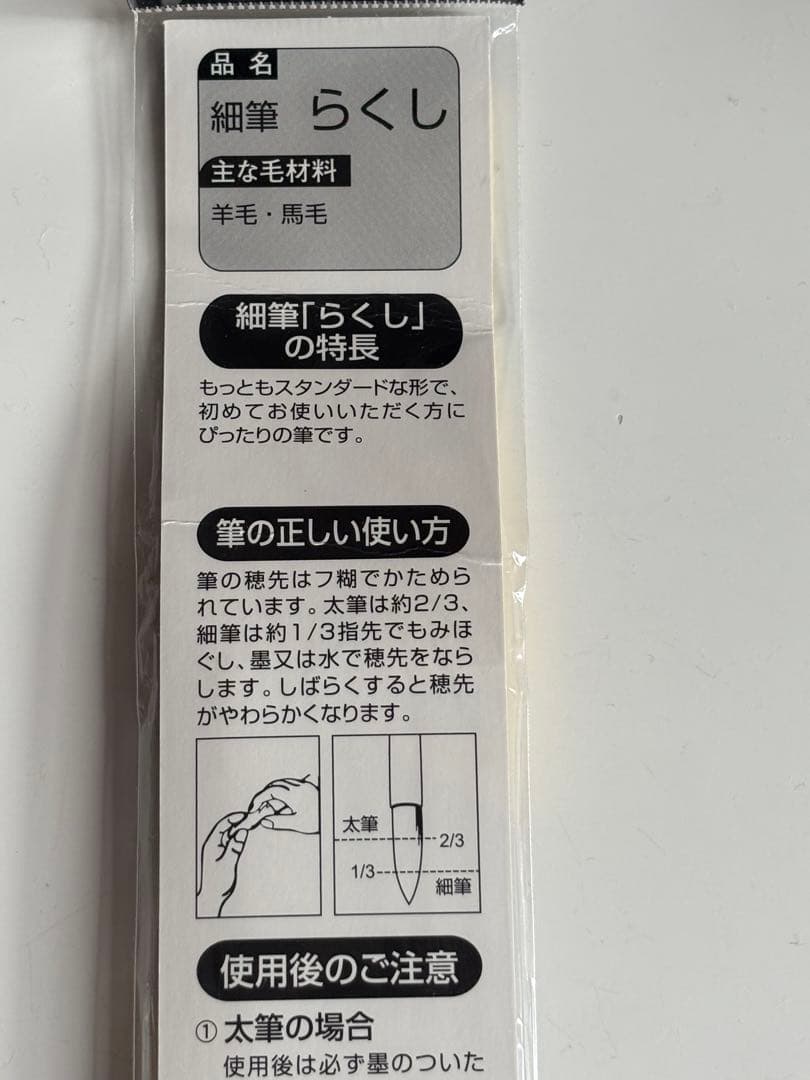 品名
細筆 らくし
主な毛材料
羊毛・馬毛
細筆「らくし」
の特長
もっともスタンダードな形で、
初めてお使いいただく方に
ぴったりの筆です。
筆の正しい使い方
筆の穂先はフ糊でかためら
れています。太筆は約2/3、
細筆は約1/3指先でもみほ
ぐし、墨又は水で穂先をなら
します。しばらくすると穂先
がやわらかくなります。
太筆
2/3
1/3
細筆
使用後のご注意
① 太筆の場合
使用後は必ず墨のついた